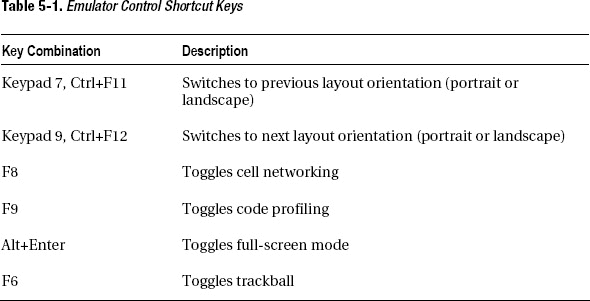 Table 5-1. Emulator Control Shortcut Keys
Key Combination Description
Keypad 7, Ctrl+F11 Switches to previous layout orientation (portrait or
landscape)
Keypad 9, Ctrl+F12 Switches to next layout orientation (portrait or landscape)
F8 Toggles cell networking
F9 Toggles code profiling
Alt+Enter Toggles full-screen mode
F6 Toggles trackball